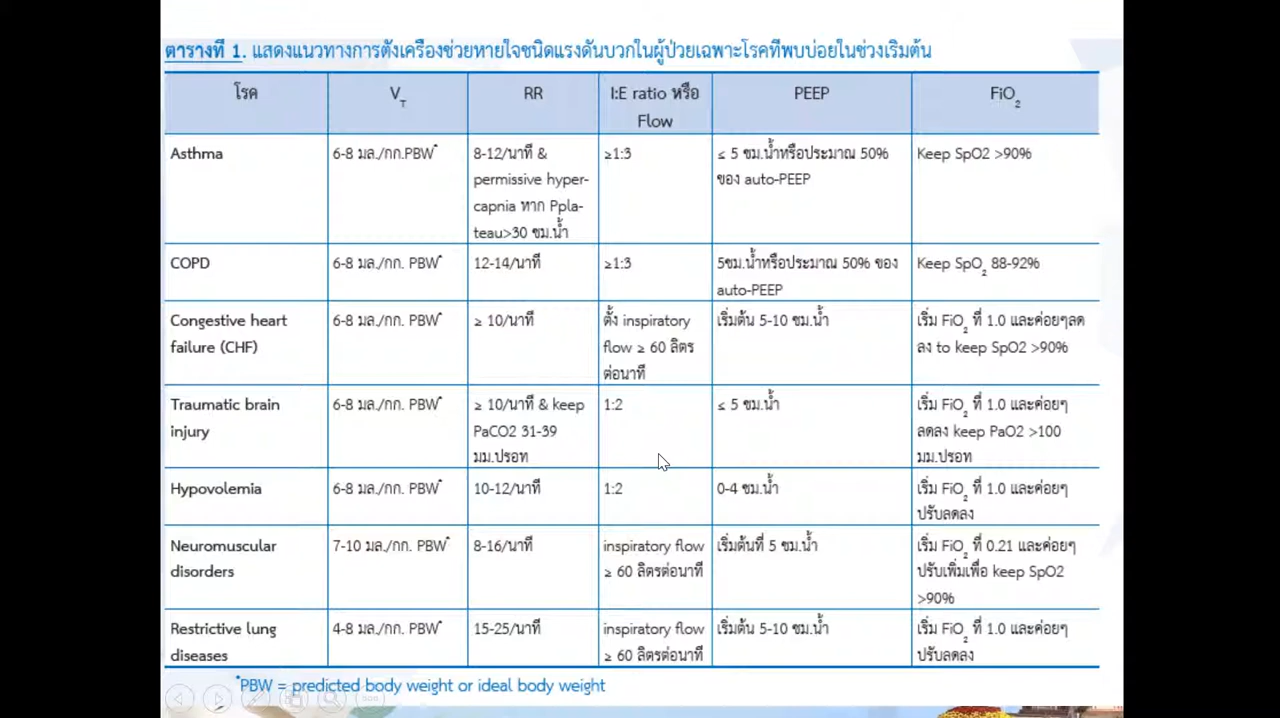 ตารางที่ 1. แสดงแนวทางการตั้งเครื่องช่วยหายใจชนิดแรงดันบวกในผู้ป่วยเฉพาะโรคที่พบบ่อยในช่วงเริ่มต้น
โรค VT RR I:E ratio หรือ PEEP FiO2
Flow
Asthma 6-8 มล./กก.PBW* 8-12/นาที & ≥1:3 ≤ 5 ซม.น้ำหรือประมาณ 50% Keep SpO2 >90%
permissive hyper- ของ auto-PEEP
capnia หาก Ppla-
teau>30 ซม.น้ำ
COPD 6-8 มล./กก. PBW* 12-14/นาที ≥1:3 5ซม.น้ำหรือประมาณ 50% ของ Keep SpO2 88-92%
auto-PEEP
Congestive heart 6-8 มล./กก. PBW* ≥ 10/นาที ตั้ง inspiratory เริ่มต้น 5-10 ซม.น้ำ เริ่ม FiO2 ที่ 1.0 และค่อยๆลด
failure (CHF) flow ≥ 60 ลิตร ลง to keep SpO2 >90%
ต่อนาที
Traumatic brain 6-8 มล./กก. PBW* ≥ 10/นาที & keep 1:2 ≤ 5 ซม.น้ำ เริ่ม FiO2 ที่ 1.0 และค่อยๆ
injury PaCO2 31-39 ลดลง keep PaO2 >100
มม.ปรอท มม.ปรอท
Hypovolemia 6-8 มล./กก. PBW* 10-12/นาที 1:2 0-4 ซม.น้ำ เริ่ม FiO2 ที่ 1.0 และค่อยๆ
ปรับลดลง
Neuromuscular 7-10 มล./กก. PBW* 8-16/นาที inspiratory flow เริ่มต้นที่ 5 ซม.น้ำ เริ่ม FiO2 ที่ 0.21 และค่อยๆ
disorders ≥ 60 ลิตรต่อนาที ปรับเพิ่มเพื่อ keep SpO2
>90%
Restrictive lung 4-8 มล./กก. PBW* 15-25/นาที inspiratory flow เริ่มต้น 5-10 ซม.น้ำ เริ่ม FiO2 ที่ 1.0 และค่อยๆ
diseases ≥ 60 ลิตรต่อนาที ปรับลดลง
*PBW = predicted body weight or ideal body weight